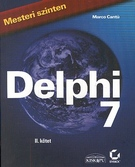 Mesteri szinten
Marco Cantù
Delphi
7
II. kötet